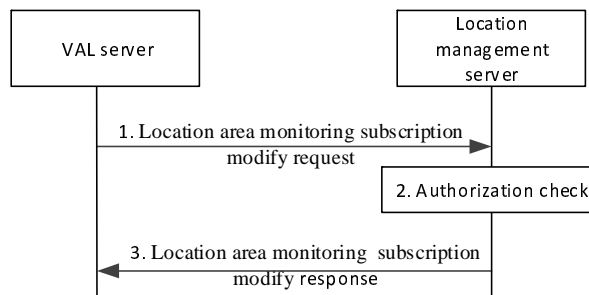 VAL server
Location
management
server
1. Location area monitoring subscription
modify request
2. Authorization check
3. Location area monitoring subscription
modify response